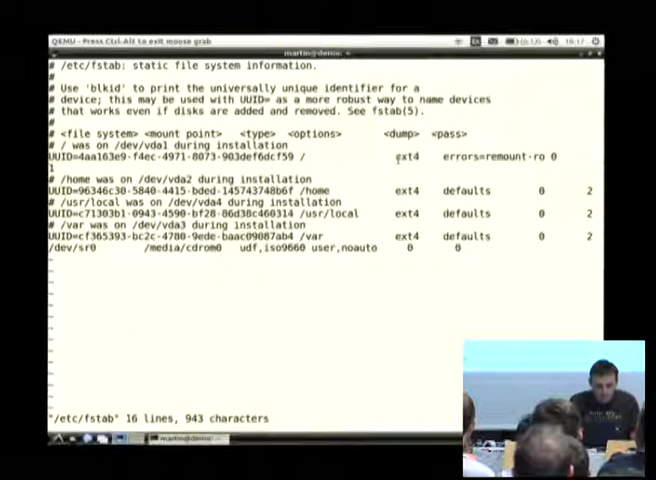 QEMU - Press Ctrl-Alt to exit mouse grab
(6:13) 16:17
martin@demo: ~
# /etc/fstab: static file system information.
#
# Use 'blkid' to print the universally unique identifier for a
# device; this may be used with UUID= as a more robust way to name devices
# that works even if disks are added and removed. See fstab(5).
#
# <file system> <mount point> <type> <options> <dump> <pass>
# / was on /dev/vda1 during installation
UUID=4aa163e9-f4ec-4971-8073-903def6dcf59 / ext4 errors=remount-ro 0
1
# /home was on /dev/vda2 during installation
UUID=96346c30-5840-4415-bded-145743748b6f /home ext4 defaults 0 2
# /usr/local was on /dev/vda4 during installation
UUID=c71303b1-0943-4590-bf28-86d38c460314 /usr/local ext4 defaults 0 2
# /var was on /dev/vda3 during installation
UUID=cf365393-bc2c-4780-9ede-baac09087ab4 /var ext4 defaults 0 2
/dev/sr0 /media/cdrom0 udf,iso9660 user,noauto 0 0
"/etc/fstab" 16 lines, 943 characters
martin@demo: ~